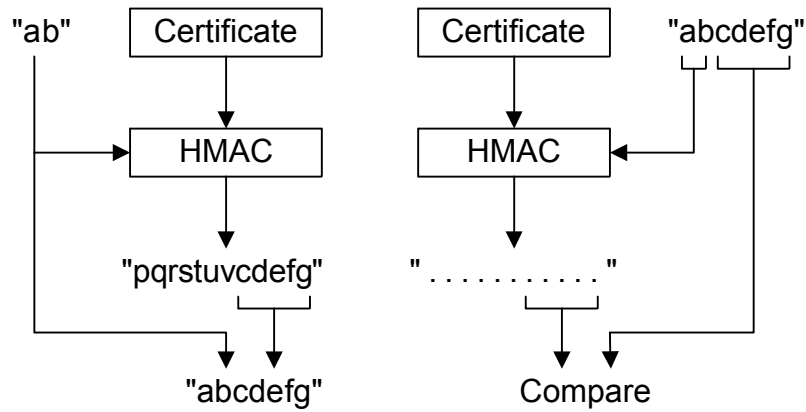 "ab" Certificate Certificate "abcdefg"
HMAC HMAC
"pqrstuvcdefg" ". . . . . . . . . . . ."
"abcdefg" Compare